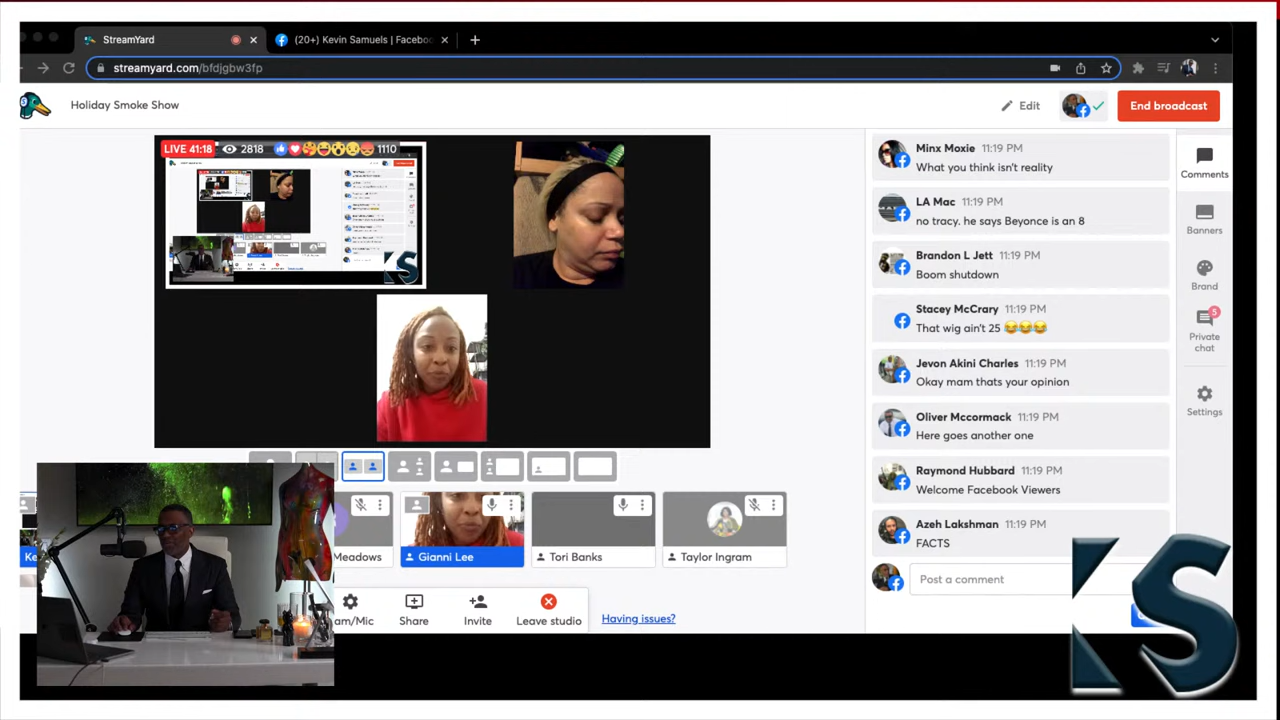 StreamYard
(20+) Kevin Samuels | Facebo
streamyard.com/bfdjgbw3fp
Holiday Smoke Show
Edit
End broadcast
LIVE 41:18
2818
1110
Minx Moxie 11:19 PM
What you think isn't reality
LA Mac 11:19 PM
no tracy. he says Beyonce is an 8
Brandon L Jett 11:19 PM
Boom shutdown
Stacey McCrary 11:19 PM
That wig ain't 25 😂😂😂
Jevon Akini Charles 11:19 PM
Okay mam thats your opinion
Oliver Mccormack 11:19 PM
Here goes another one
Raymond Hubbard 11:19 PM
Welcome Facebook Viewers
Azeh Lakshman 11:19 PM
FACTS
Post a comment
Comments
Banners
Brand
5
Private
chat
Settings
Ke
Meadows
Gianni Lee
Tori Banks
Taylor Ingram
am/Mic
Share
Invite
Leave studio
Having issues?
KS